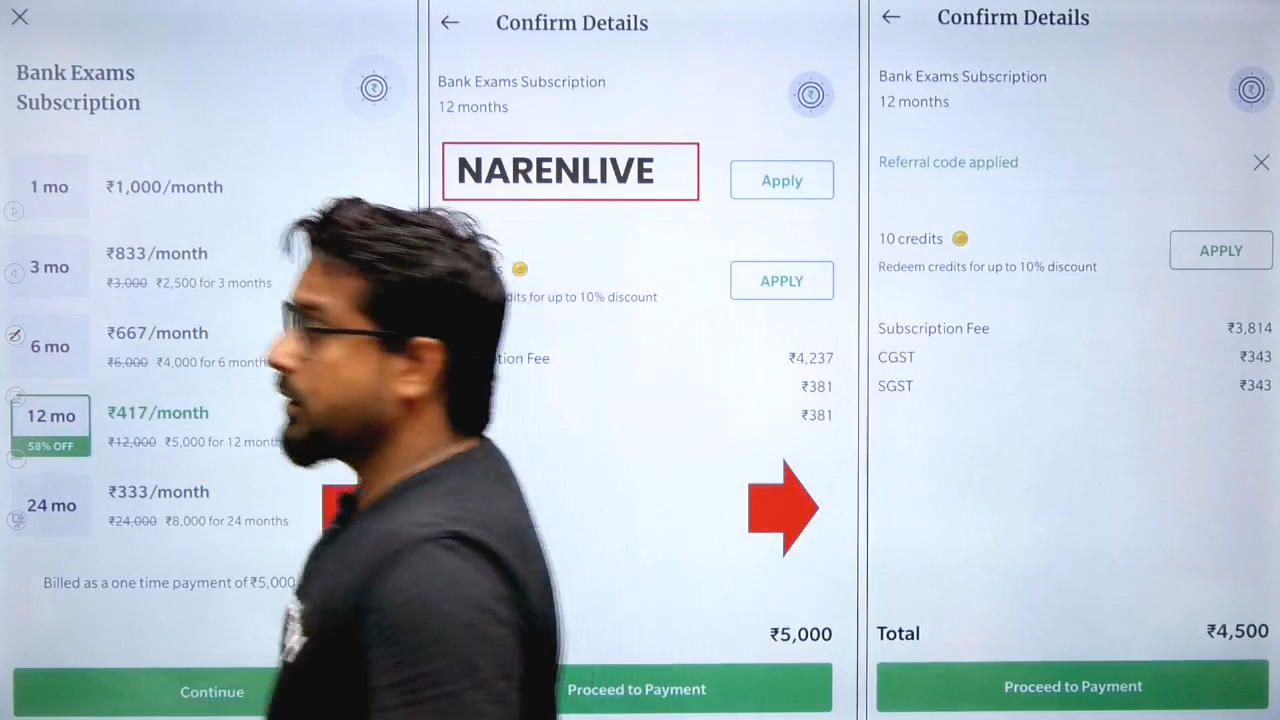 Bank Exams
Subscription
1 mo
₹1,000/month
3 mo
₹833/month
₹3,000 ₹2,500 for 3 months
6 mo
₹667/month
₹6,000 ₹4,000 for 6 month
12 mo
58% OFF
₹417/month
₹12,000 ₹5,000 for 12 month
24 mo
₹333/month
₹24,000 ₹8,000 for 24 months
Billed as a one time payment of ₹5,000
Continue
Confirm Details
Bank Exams Subscription
12 months
NARENLIVE
Apply
s
APPLY
dits for up to 10% discount
tion Fee
₹4,237
₹381
₹381
₹5,000
Proceed to Payment
Confirm Details
Bank Exams Subscription
12 months
Referral code applied
10 credits
APPLY
Redeem credits for up to 10% discount
Subscription Fee
₹3,814
CGST
₹343
SGST
₹343
Total
₹4,500
Proceed to Payment